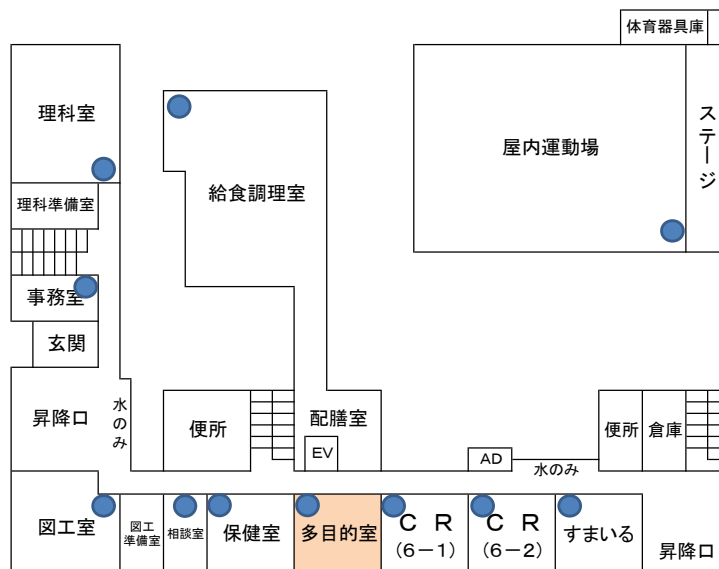 体育器具庫
理科室
ステージ
屋内運動場
給食調理室
理科準備室
事務室
玄関
昇降口
水のみ
便所
配膳室
EV
AD
水のみ
便所
倉庫
図工室
図工
準備室
相談室
保健室
多目的室
ＣＲ
(6－1)
ＣＲ
(6－2)
すまいる
昇降口